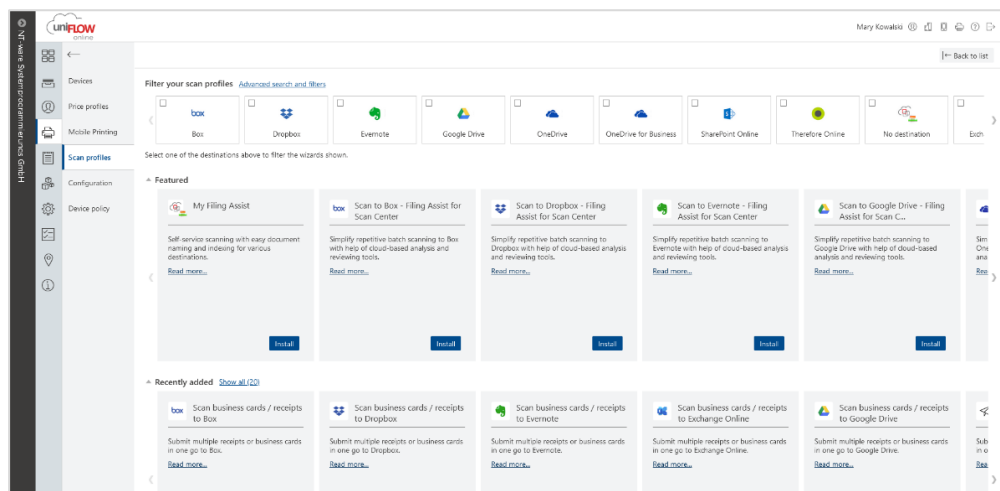 uniFLOW
online
Mary Kowalski
NT-ware Systemprogrammierungs GmbH
Back to list
Devices
Price profiles
Mobile Printing
Scan profiles
Configuration
Device policy
Filter your scan profiles Advanced search and filters
box
Box
Dropbox
Evernote
Google Drive
OneDrive
OneDrive for Business
SharePoint Online
Therefore Online
No destination
Exch
Select one of the destinations above to filter the wizards shown.
Featured
My Filing Assist
Self-service scanning with easy document
naming and indexing for various
destinations.
Read more...
Install
box
Scan to Box - Filing Assist for
Scan Center
Simplify repetitive batch scanning to Box
with help of cloud-based analysis and
reviewing tools.
Read more...
Install
Scan to Dropbox - Filing
Assist for Scan Center
Simplify repetitive batch scanning to
Dropbox with help of cloud-based analysis
and reviewing tools.
Read more...
Install
Scan to Evernote - Filing
Assist for Scan Center
Simplify repetitive batch scanning to
Evernote with help of cloud-based analysis
and reviewing tools.
Read more...
Install
Scan to Google Drive - Filing
Assist for Scan C...
Simplify repetitive batch scanning to
Google Drive with help of cloud-based
analysis and reviewing tools.
Read more...
Install
Sim
One
ana
Rea
Recently added Show all (20)
box
Scan business cards / receipts
to Box
Submit multiple receipts or business cards
in one go to Box.
Read more...
Scan business cards / receipts
to Dropbox
Submit multiple receipts or business cards
in one go to Dropbox.
Read more...
Scan business cards / receipts
to Evernote
Submit multiple receipts or business cards
in one go to Evernote.
Read more...
Scan business cards / receipts
to Exchange Online
Submit multiple receipts or business cards
in one go to Exchange Online.
Read more...
Scan business cards / receipts
to Google Drive
Submit multiple receipts or business cards
in one go to Google Drive.
Read more...
Sub
in o
Rea